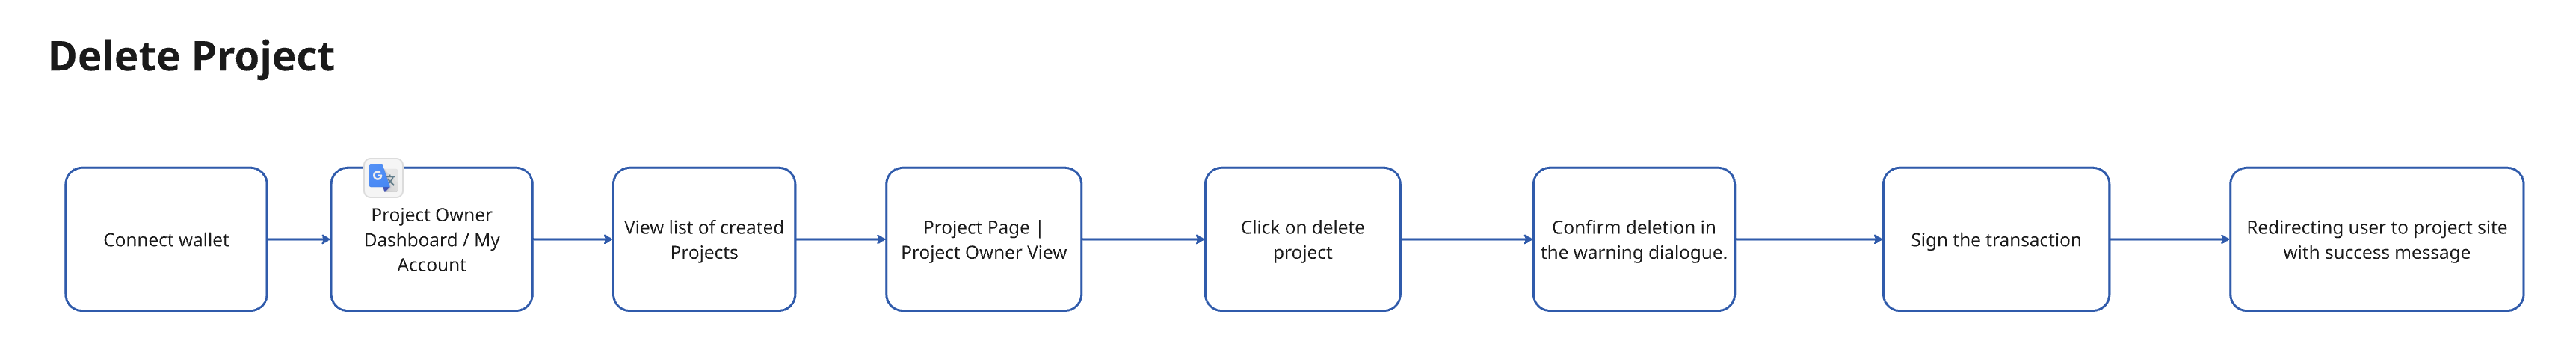 Delete Project
Connect wallet
Project Owner
Dashboard / My
Account
View list of created
Projects
Project Page |
Project Owner View
Click on delete
project
Confirm deletion in
the warning dialogue.
Sign the transaction
Redirecting user to project site
with success message